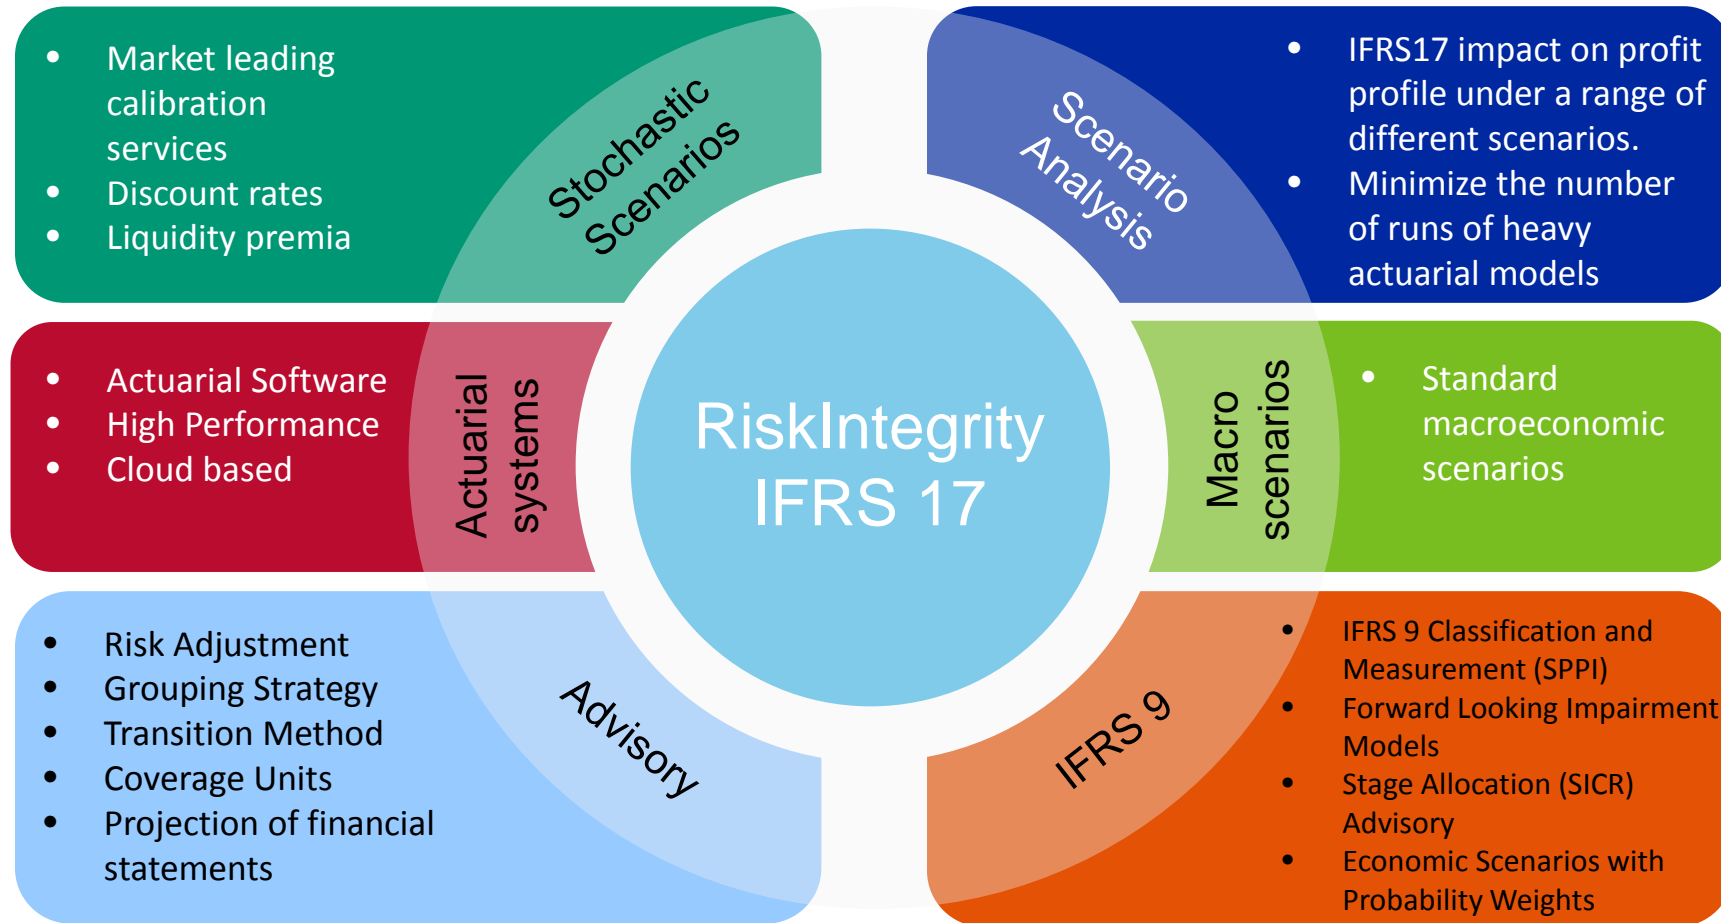 • Market leading
calibration
services
• Discount rates
• Liquidity premia
Stochastic
Scenarios
Scenario
Analysis
• IFRS17 impact on profit
profile under a range of
different scenarios.
• Minimize the number
of runs of heavy
actuarial models
• Actuarial Software
• High Performance
• Cloud based
Actuarial
systems
RiskIntegrity
IFRS 17
Macro
scenarios
• Standard
macroeconomic
scenarios
• Risk Adjustment
• Grouping Strategy
• Transition Method
• Coverage Units
• Projection of financial
statements
Advisory
IFRS 9
• IFRS 9 Classification and
Measurement (SPPI)
• Forward Looking Impairment
Models
• Stage Allocation (SICR)
Advisory
• Economic Scenarios with
Probability Weights